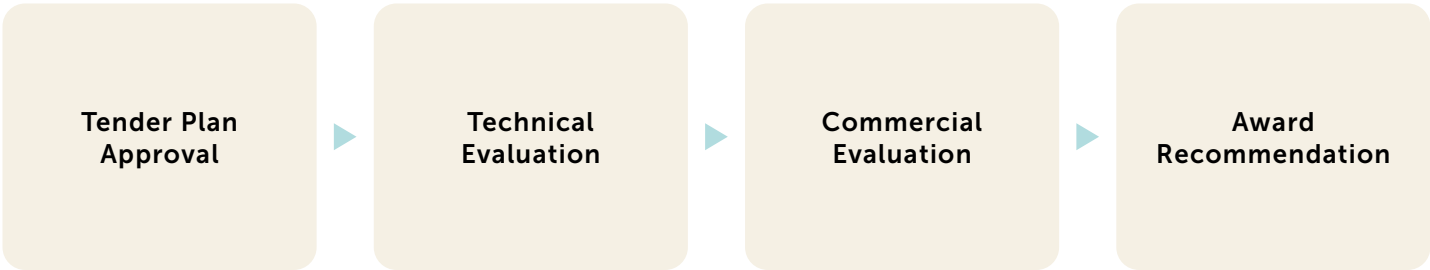 Tender Plan
Approval
Technical
Evaluation
Commercial
Evaluation
Award
Recommendation